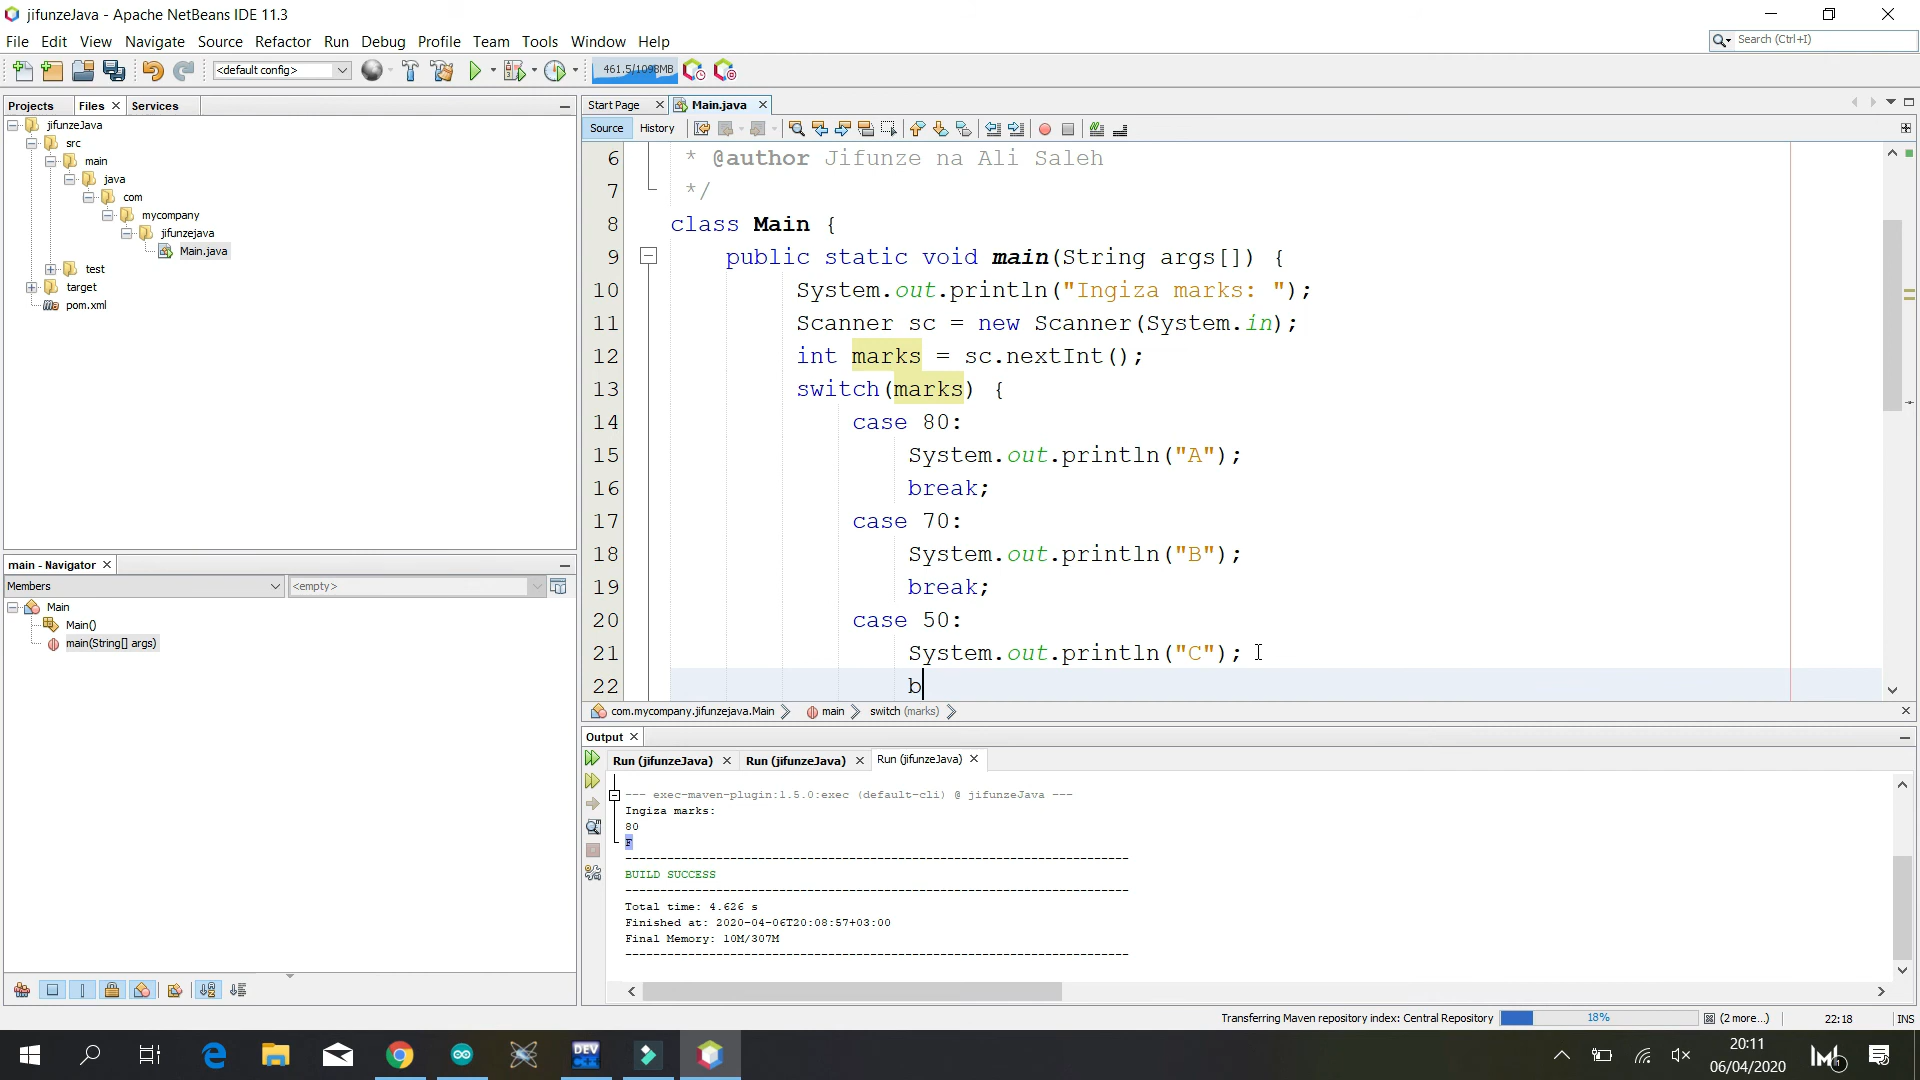 jifunzeJava - Apache NetBeans IDE 11.3
File Edit View Navigate Source Refactor Run Debug Profile Team Tools Window Help
Search (Ctrl+I)
<default config>
461.5/1098MB
Projects Files Services
jifunzeJava
src
main
java
com
mycompany
jifunzejava
Main.java
test
target
pom.xml
main - Navigator
Members <empty>
Main
Main()
main(String[] args)
Start Page Main.java
Source History
6 * @author Jifunze na Ali Saleh
7 */
8 class Main {
9 public static void main(String args[]) {
10 System.out.println("Ingiza marks: ");
11 Scanner sc = new Scanner(System.in);
12 int marks = sc.nextInt();
13 switch(marks) {
14 case 80:
15 System.out.println("A");
16 break;
17 case 70:
18 System.out.println("B");
19 break;
20 case 50:
21 System.out.println("C");
22 b
com.mycompany.jifunzejava.Main main switch (marks)
Output
Run (jifunzeJava) Run (jifunzeJava) Run (jifunzeJava)
--- exec-maven-plugin:1.5.0:exec (default-cli) @ jifunzeJava ---
Ingiza marks:
80
F
------------------------------------------------------------------------
BUILD SUCCESS
------------------------------------------------------------------------
Total time: 4.626 s
Finished at: 2020-04-06T20:08:57+03:00
Final Memory: 10M/307M
------------------------------------------------------------------------
Transferring Maven repository index: Central Repository 18% (2 more...) 22:18 INS
DEV C++
20:11
06/04/2020
1